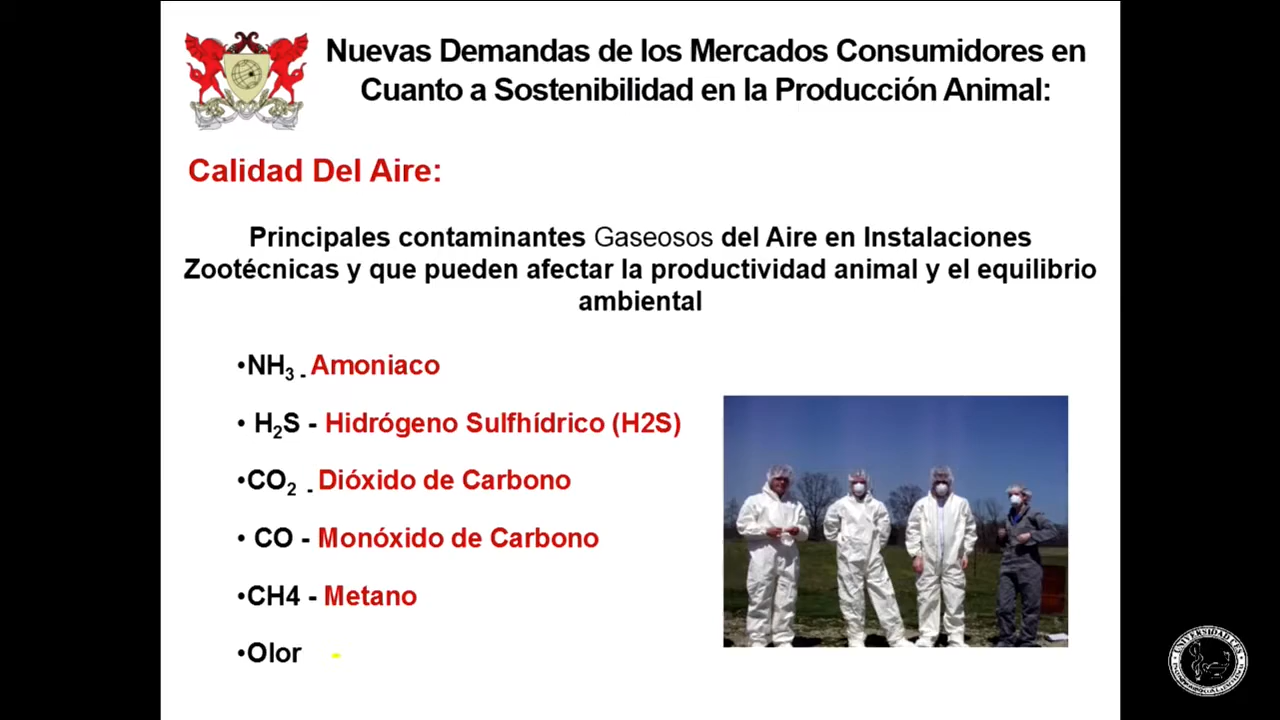 Nuevas Demandas de los Mercados Consumidores en
Cuanto a Sostenibilidad en la Producción Animal:
Calidad Del Aire:
Principales contaminantes Gaseosos del Aire en Instalaciones
Zootécnicas y que pueden afectar la productividad animal y el equilibrio
ambiental
•NH₃ - Amoniaco
• H₂S - Hidrógeno Sulfhídrico (H2S)
•CO₂ - Dióxido de Carbono
• CO - Monóxido de Carbono
•CH4 - Metano
•Olor -
UNIVERSIDAD CES